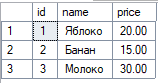 id name price
1 1 Яблоко 20.00
2 2 Банан 15.00
3 3 Молоко 30.00